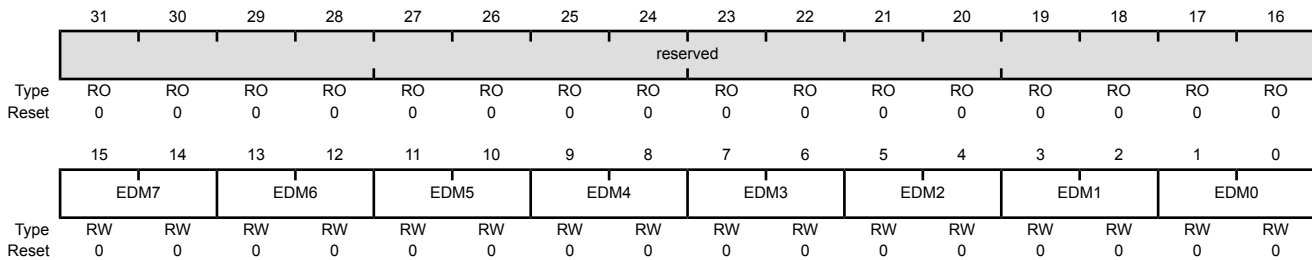 31 30 29 28 27 26 25 24 23 22 21 20 19 18 17 16
reserved
Type RO RO RO RO RO RO RO RO RO RO RO RO RO RO RO RO
Reset 0 0 0 0 0 0 0 0 0 0 0 0 0 0 0 0
15 14 13 12 11 10 9 8 7 6 5 4 3 2 1 0
EDM7 EDM6 EDM5 EDM4 EDM3 EDM2 EDM1 EDM0
Type RW RW RW RW RW RW RW RW RW RW RW RW RW RW RW RW
Reset 0 0 0 0 0 0 0 0 0 0 0 0 0 0 0 0